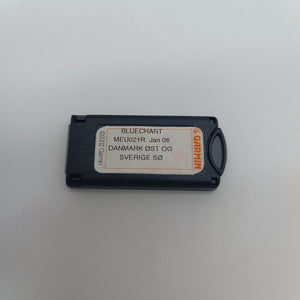 BLUECHART
MEU021R Jan 06
DANMARK ØST OG
SVERIGE SØ
GARMIN